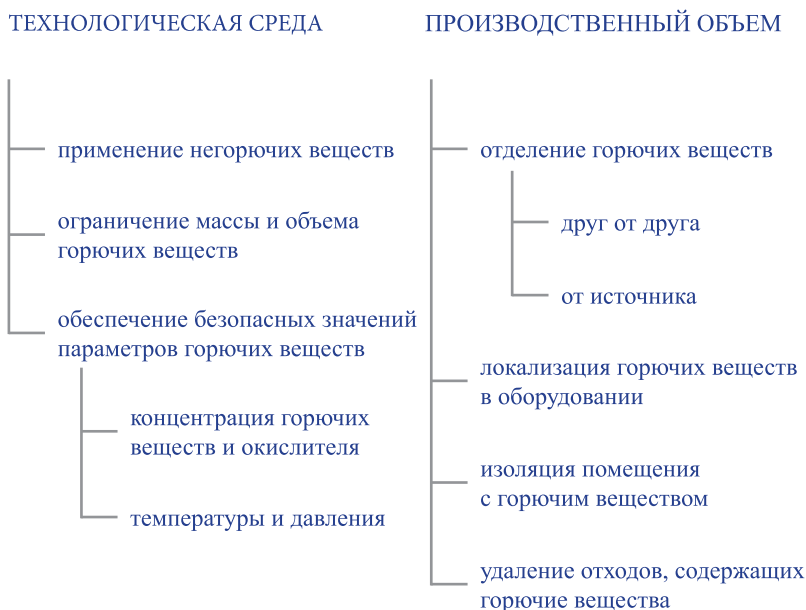 ТЕХНОЛОГИЧЕСКАЯ СРЕДА
применение негорючих веществ
ограничение массы и объема
горючих веществ
обеспечение безопасных значений
параметров горючих веществ
концентрация горючих
веществ и окислителя
температуры и давления
ПРОИЗВОДСТВЕННЫЙ ОБЪЕМ
отделение горючих веществ
друг от друга
от источника
локализация горючих веществ
в оборудовании
изоляция помещения
с горючим веществом
удаление отходов, содержащих
горючие вещества